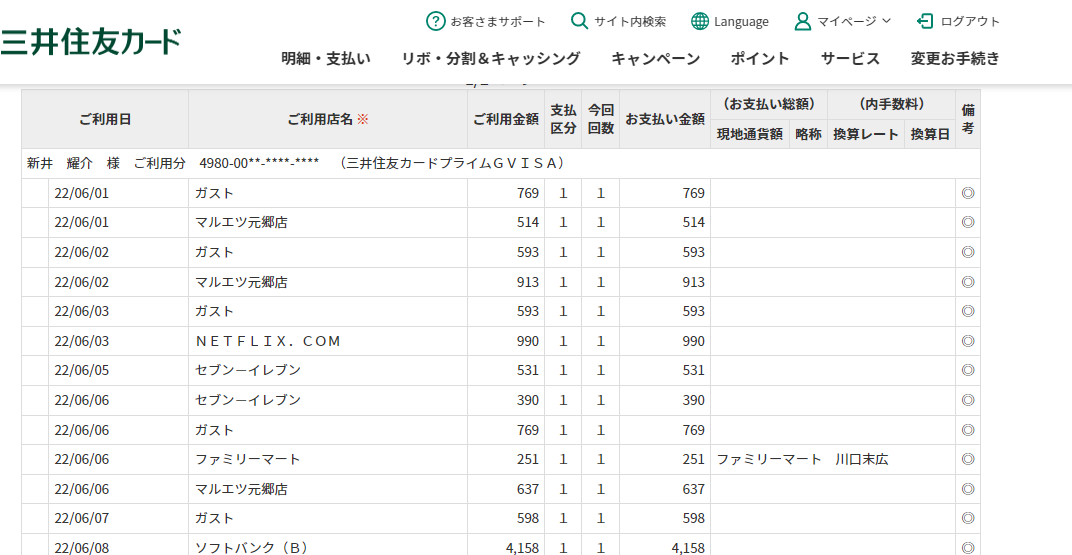 お客さまサポート サイト内検索 Language マイページ ログアウト
三井住友カード
明細・支払い リボ・分割＆キャッシング キャンペーン ポイント サービス 変更お手続き
ご利用日 ご利用店名 ※ ご利用金額 支払区分 今回回数 お支払い金額 （お支払い総額） （内手数料） 備考
現地通貨額 略称 換算レート 換算日
新井 耀介 様 ご利用分 4980-00**-****-**** （三井住友カードプライムＧＶＩＳＡ）
22/06/01 ガスト 769 １ １ 769 ◎
22/06/01 マルエツ元郷店 514 １ １ 514 ◎
22/06/02 ガスト 593 １ １ 593 ◎
22/06/02 マルエツ元郷店 913 １ １ 913 ◎
22/06/03 ガスト 593 １ １ 593 ◎
22/06/03 ＮＥＴＦＬＩＸ．ＣＯＭ 990 １ １ 990 ◎
22/06/05 セブン－イレブン 531 １ １ 531 ◎
22/06/06 セブン－イレブン 390 １ １ 390 ◎
22/06/06 ガスト 769 １ １ 769 ◎
22/06/06 ファミリーマート 251 １ １ 251 ファミリーマート 川口末広 ◎
22/06/06 マルエツ元郷店 637 １ １ 637 ◎
22/06/07 ガスト 598 １ １ 598 ◎
22/06/08 ソフトバンク（Ｂ） 4,158 １ １ 4,158 ◎